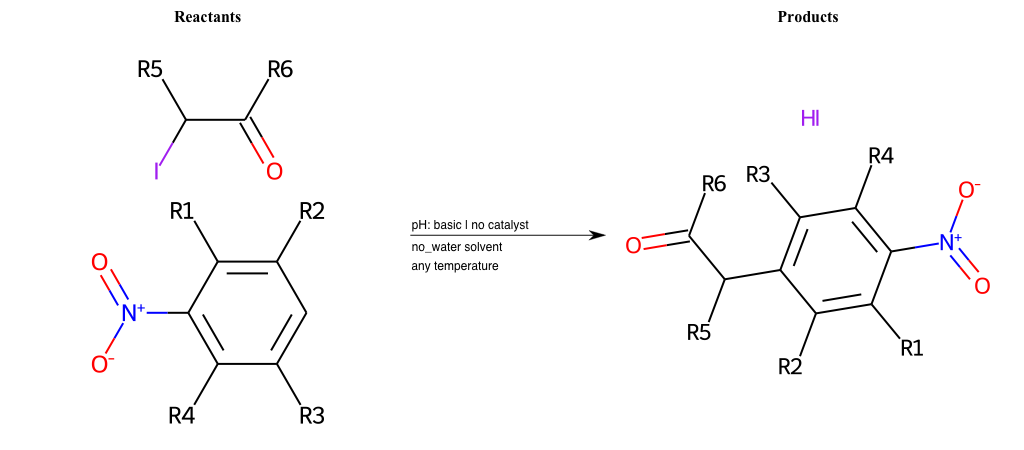 Reactants
Products
R5
R6
I
O
R1
R2
O
N+
O-
R4
R3
pH: basic | no catalyst
no_water solvent
any temperature
HI
R6
R3
R4
O-
O
N+
O
R5
R2
R1